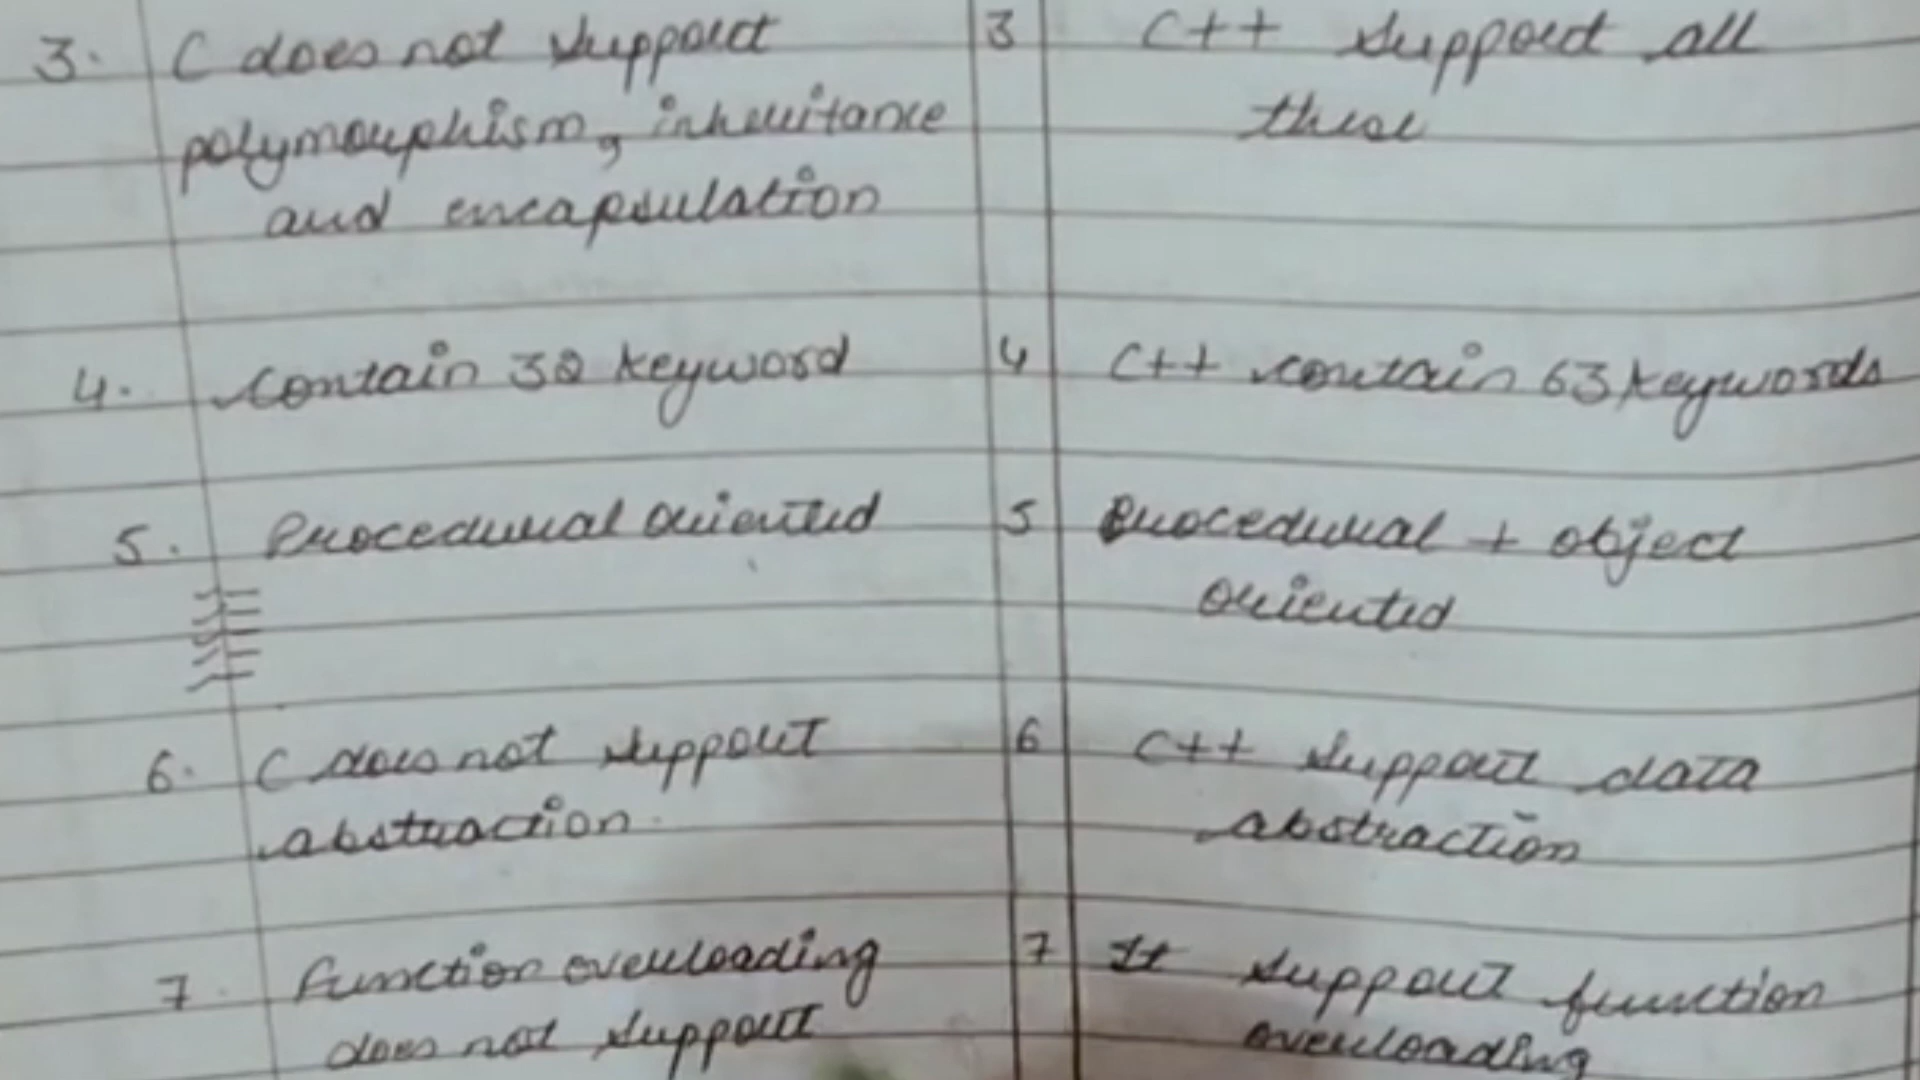 3. C does not support
polymorphism, inheritance
and encapsulation
3 C++ support all
these
4. contain 32 keyword
4 C++ contain 63 keywords
5. Procedural oriented
5 Procedural + object
oriented
6. C does not support
abstraction.
6 C++ support data
abstraction
7. Function overloading
does not support
7 It support function
overloading